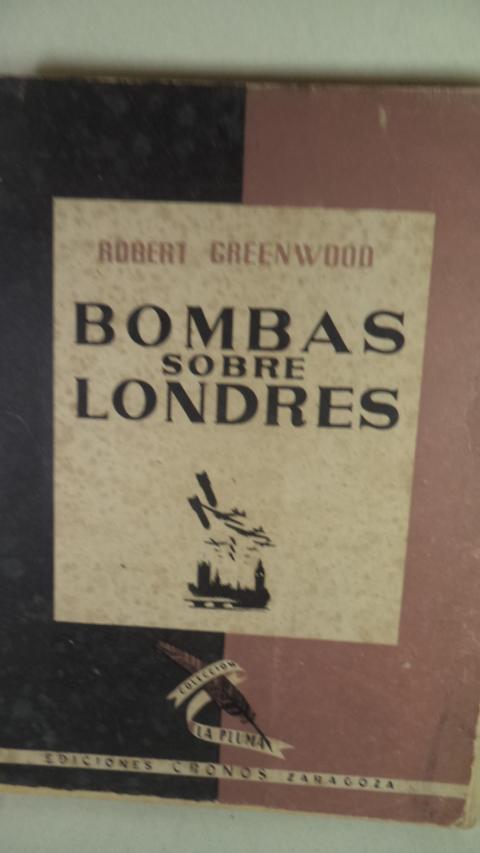 ROBERT GREENWOOD
BOMBAS
SOBRE
LONDRES
COLECCION
LA PLUMA
EDICIONES CRONOS ZARAGOZA